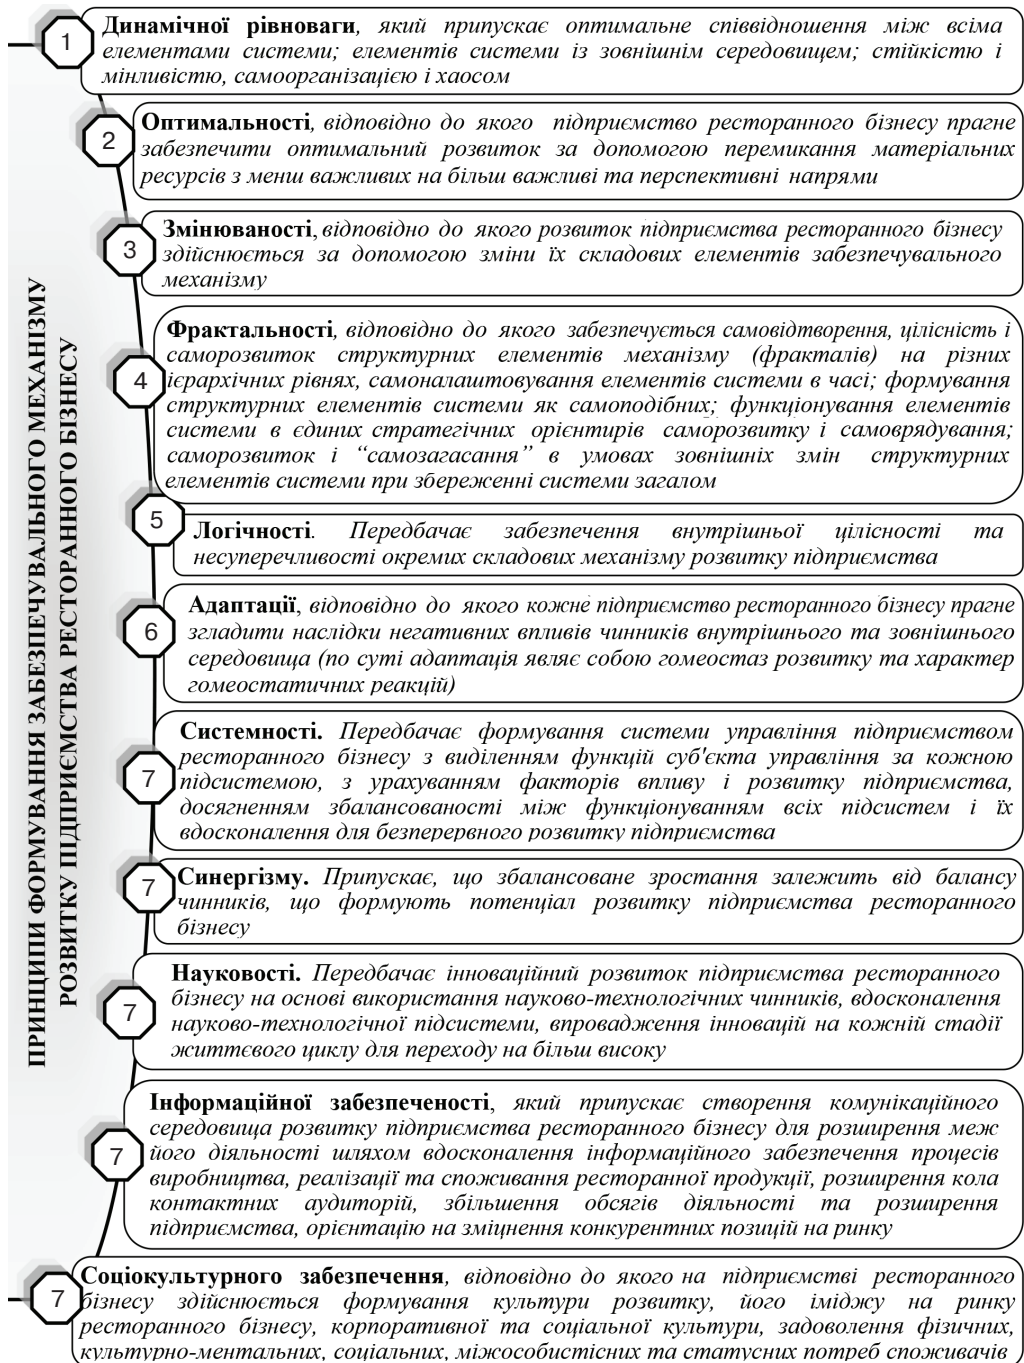 ПРИНЦИПИ ФОРМУВАННЯ ЗАБЕЗПЕЧУВАЛЬНОГО МЕХАНІЗМУ
РОЗВИТКУ ПІДПРИЄМСТВА РЕСТОРАННОГО БІЗНЕСУ
1
Динамічної рівноваги, який припускає оптимальне співвідношення між всіма
елементами системи; елементів системи із зовнішнім середовищем; стійкістю і
мінливістю, самоорганізацією і хаосом
2
Оптимальності, відповідно до якого підприємство ресторанного бізнесу прагне
забезпечити оптимальний розвиток за допомогою перемикання матеріальних
ресурсів з менш важливих на більш важливі та перспективні напрями
3
Змінюваності, відповідно до якого розвиток підприємства ресторанного бізнесу
здійснюється за допомогою зміни їх складових елементів забезпечувального
механізму
4
Фрактальності, відповідно до якого забезпечується самовідтворення, цілісність і
саморозвиток структурних елементів механізму (фракталів) на різних
ієрархічних рівнях, самоналаштовування елементів системи в часі; формування
структурних елементів системи як самоподібних; функціонування елементів
системи в єдиних стратегічних орієнтирів саморозвитку і самоврядування;
саморозвиток і “самозагасання” в умовах зовнішніх змін структурних
елементів системи при збереженні системи загалом
5
Логічності. Передбачає забезпечення внутрішньої цілісності та
несуперечливості окремих складових механізму розвитку підприємства
6
Адаптації, відповідно до якого кожне підприємство ресторанного бізнесу прагне
згладити наслідки негативних впливів чинників внутрішнього та зовнішнього
середовища (по суті адаптація являє собою гомеостаз розвитку та характер
гомеостатичних реакцій)
7
Системності. Передбачає формування системи управління підприємством
ресторанного бізнесу з виділенням функцій суб'єкта управління за кожною
підсистемою, з урахуванням факторів впливу і розвитку підприємства,
досягненням збалансованості між функціонуванням всіх підсистем і їх
вдосконалення для безперервного розвитку підприємства
7
Синергізму. Припускає, що збалансоване зростання залежить від балансу
чинників, що формують потенціал розвитку підприємства ресторанного
бізнесу
7
Науковості. Передбачає інноваційний розвиток підприємства ресторанного
бізнесу на основі використання науково-технологічних чинників, вдосконалення
науково-технологічної підсистеми, впровадження інновацій на кожній стадії
життєвого циклу для переходу на більш високу
7
Інформаційної забезпеченості, який припускає створення комунікаційного
середовища розвитку підприємства ресторанного бізнесу для розширення меж
його діяльності шляхом вдосконалення інформаційного забезпечення процесів
виробництва, реалізації та споживання ресторанної продукції, розширення кола
контактних аудиторій, збільшення обсягів діяльності та розширення
підприємства, орієнтацію на зміцнення конкурентних позицій на ринку
7
Соціокультурного забезпечення, відповідно до якого на підприємстві ресторанного
бізнесу здійснюється формування культури розвитку, його іміджу на ринку
ресторанного бізнесу, корпоративної та соціальної культури, задоволення фізичних,
культурно-ментальних, соціальних, міжособистісних та статусних потреб споживачів